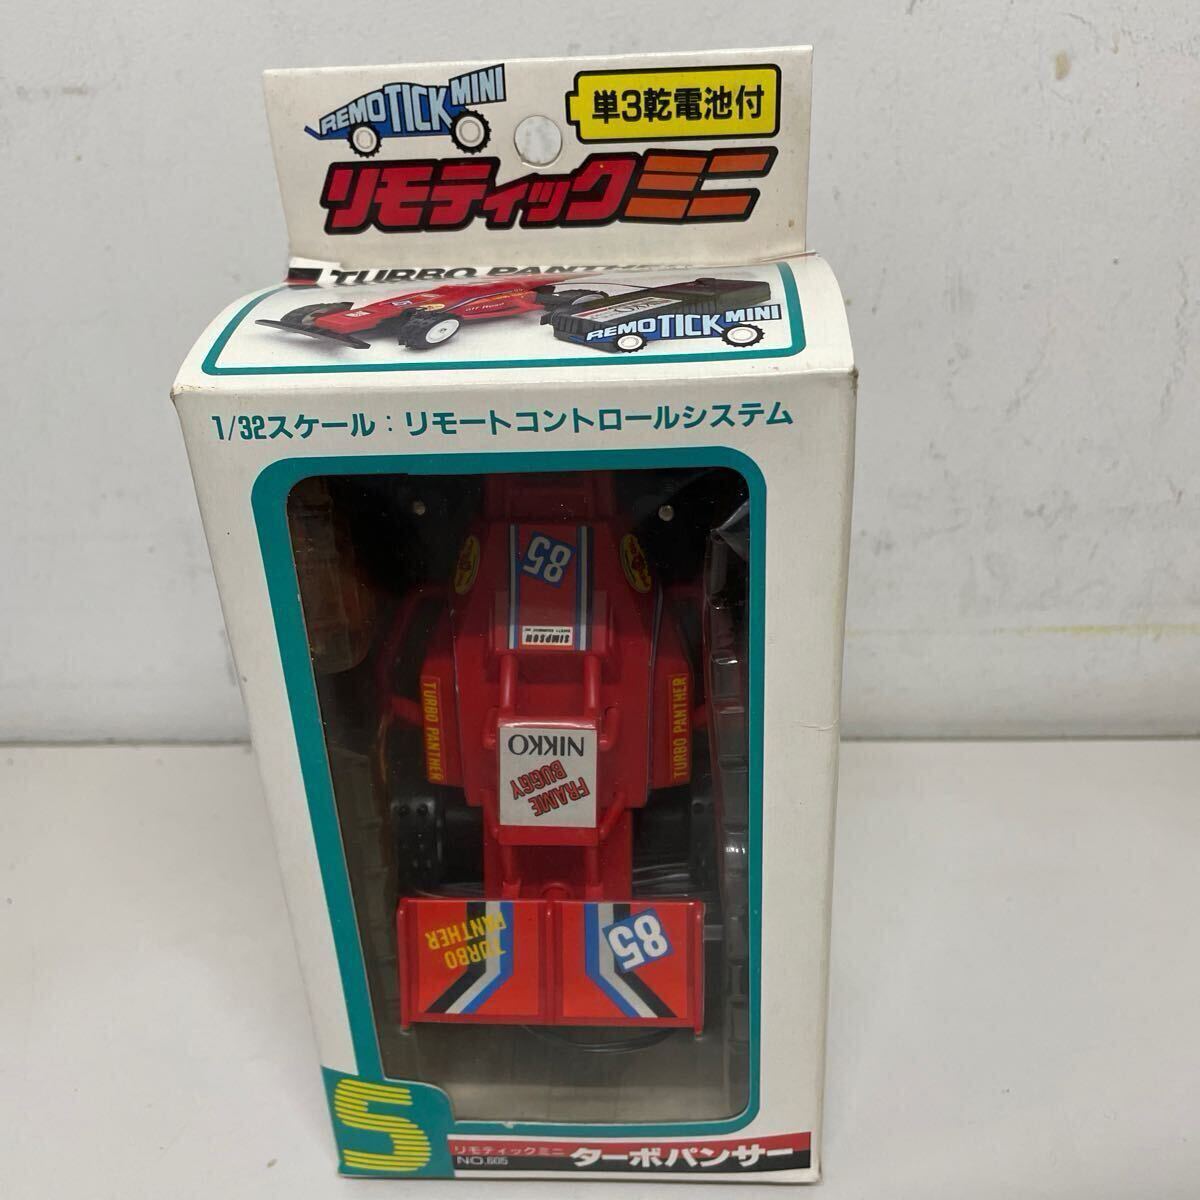 REMOTICK MINI
単3乾電池付
リモティックミニ
TURBO PANTHER
Off Road
REMOTICK MINI
1/32スケール：リモートコントロールシステム
85
SIMPSON
TURBO PANTHER
TURBO PANTHER
NIKKO
FRAME
BUGGY
TURBO
PANTHER
85
5
リモティックミニ
NO.605
ターボパンサー